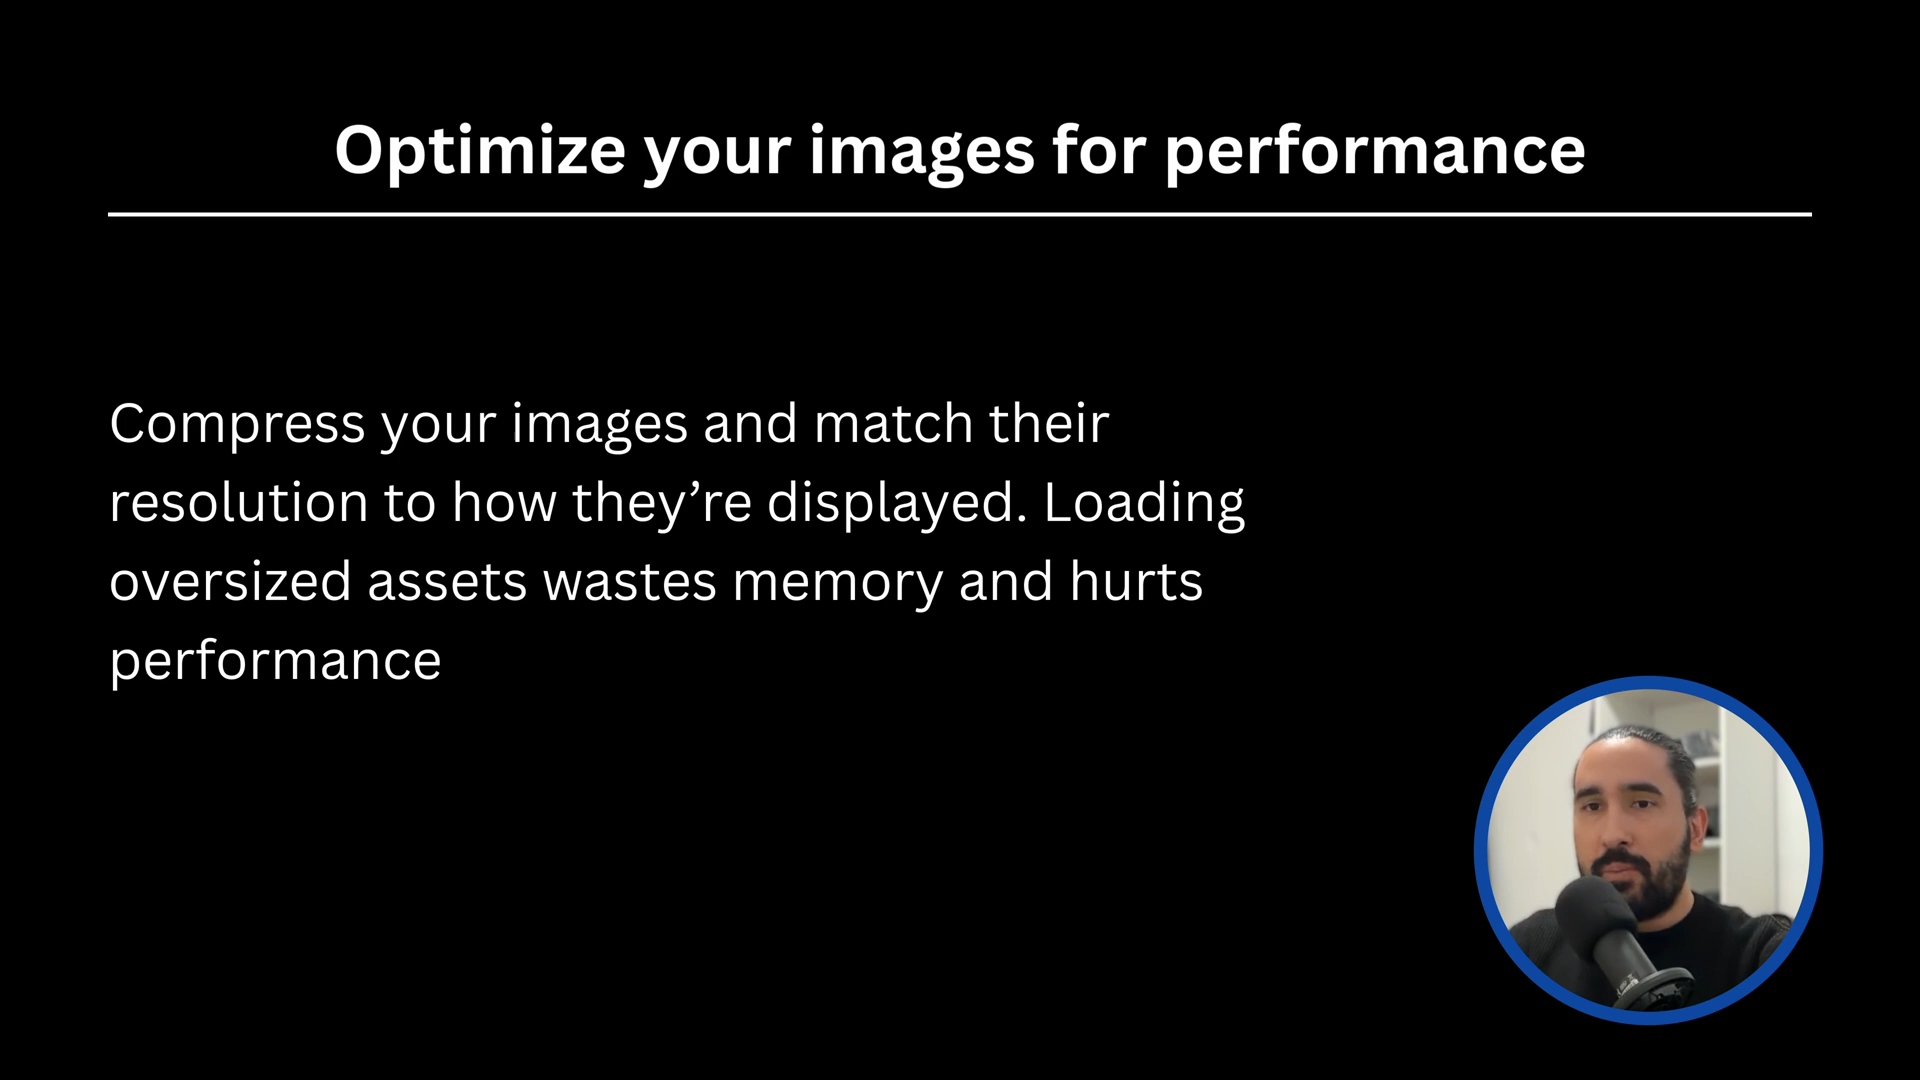 Optimize your images for performance
Compress your images and match their
resolution to how they’re displayed. Loading
oversized assets wastes memory and hurts
performance